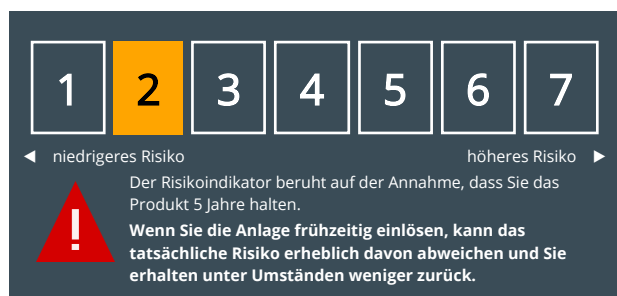 1 2 3 4 5 6 7
◄ niedrigeres Risiko höheres Risiko ►
Der Risikoindikator beruht auf der Annahme, dass Sie das
Produkt 5 Jahre halten.
!
Wenn Sie die Anlage frühzeitig einlösen, kann das
tatsächliche Risiko erheblich davon abweichen und Sie
erhalten unter Umständen weniger zurück.